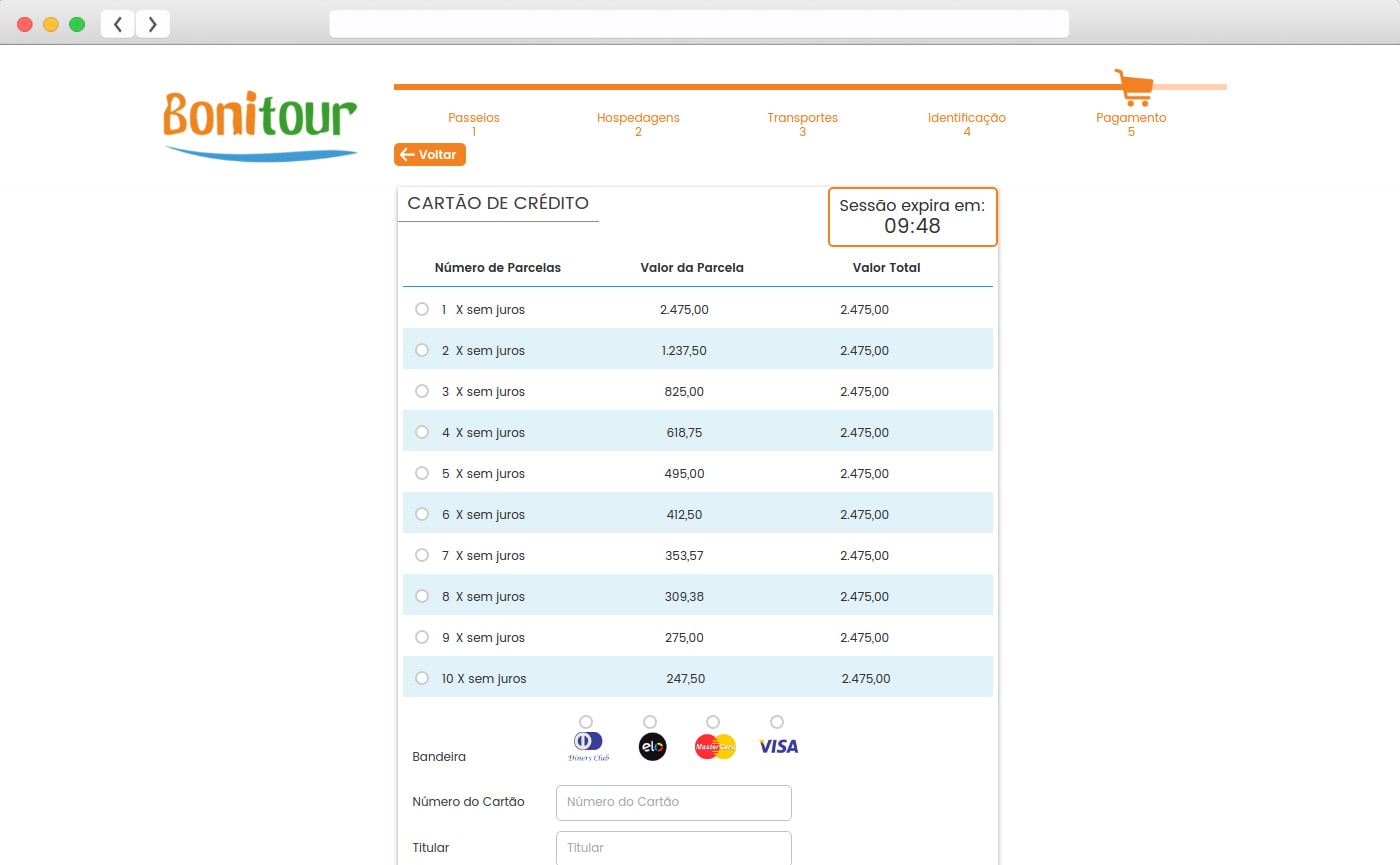 Bonitour
Passeios Hospedagens Transportes Identificação Pagamento
1 2 3 4 5
Voltar
CARTÃO DE CRÉDITO
Sessão expira em:
09:48
Número de Parcelas Valor da Parcela Valor Total
1 X sem juros 2.475,00 2.475,00
2 X sem juros 1.237,50 2.475,00
3 X sem juros 825,00 2.475,00
4 X sem juros 618,75 2.475,00
5 X sem juros 495,00 2.475,00
6 X sem juros 412,50 2.475,00
7 X sem juros 353,57 2.475,00
8 X sem juros 309,38 2.475,00
9 X sem juros 275,00 2.475,00
10 X sem juros 247,50 2.475,00
Bandeira
Diners Club elo MasterCard VISA
Número do Cartão Número do Cartão
Titular Titular